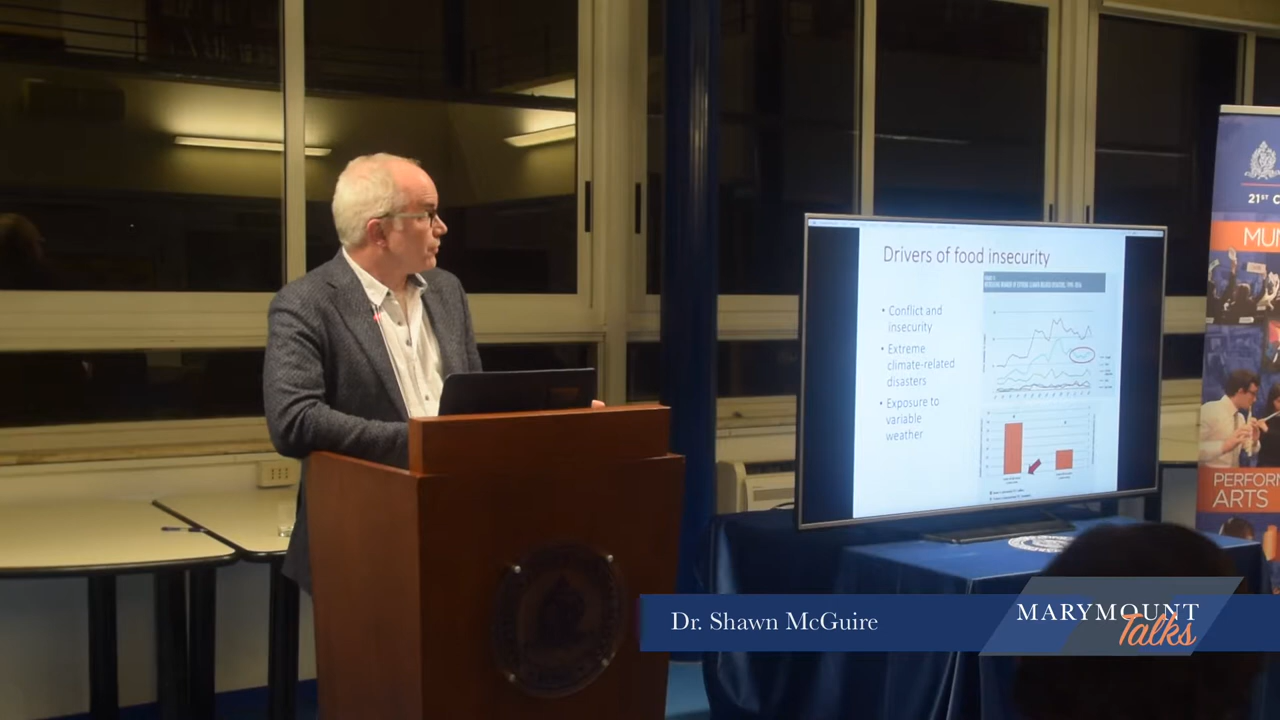 Drivers of food insecurity
• Conflict and
insecurity
• Extreme
climate-related
disasters
• Exposure to
variable
weather
21ST C
MUN
PERFOR
ARTS
Dr. Shawn McGuire
MARYMOUNT
Talks